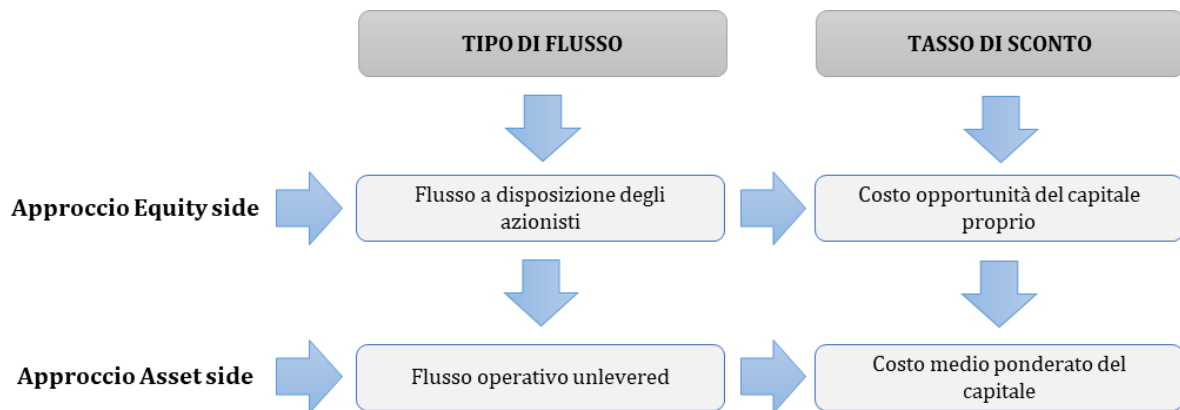 TIPO DI FLUSSO
TASSO DI SCONTO
Approccio Equity side
Flusso a disposizione degli
azionisti
Costo opportunità del capitale
proprio
Approccio Asset side
Flusso operativo unlevered
Costo medio ponderato del
capitale